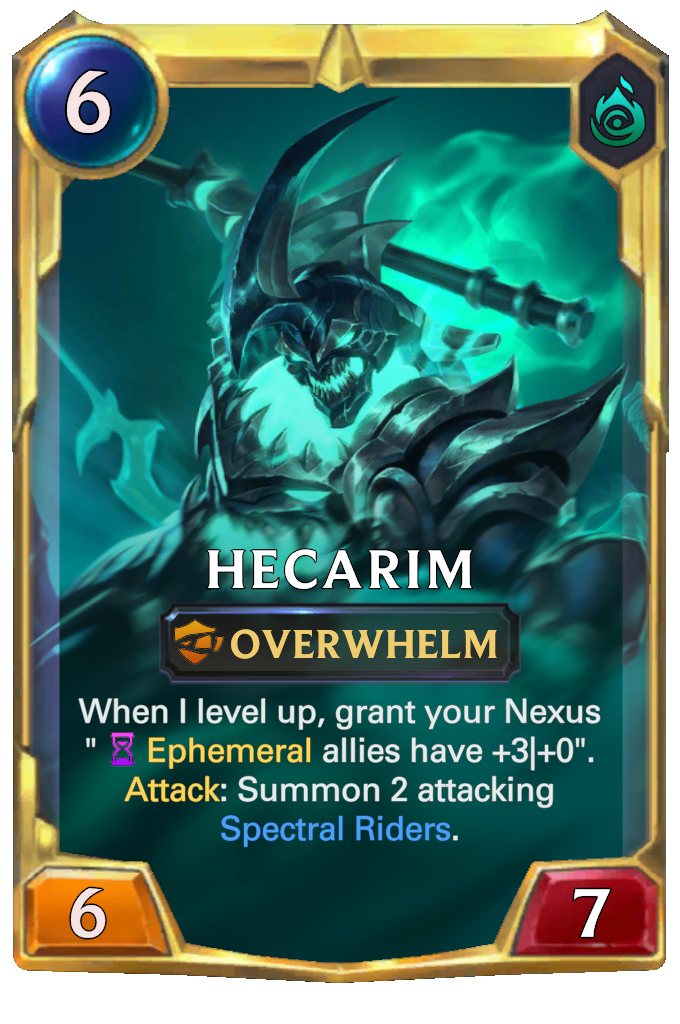 6
HECARIM
OVERWHELM
When I level up, grant your Nexus
" Ephemeral allies have +3|+0".
Attack: Summon 2 attacking
Spectral Riders.
6
7